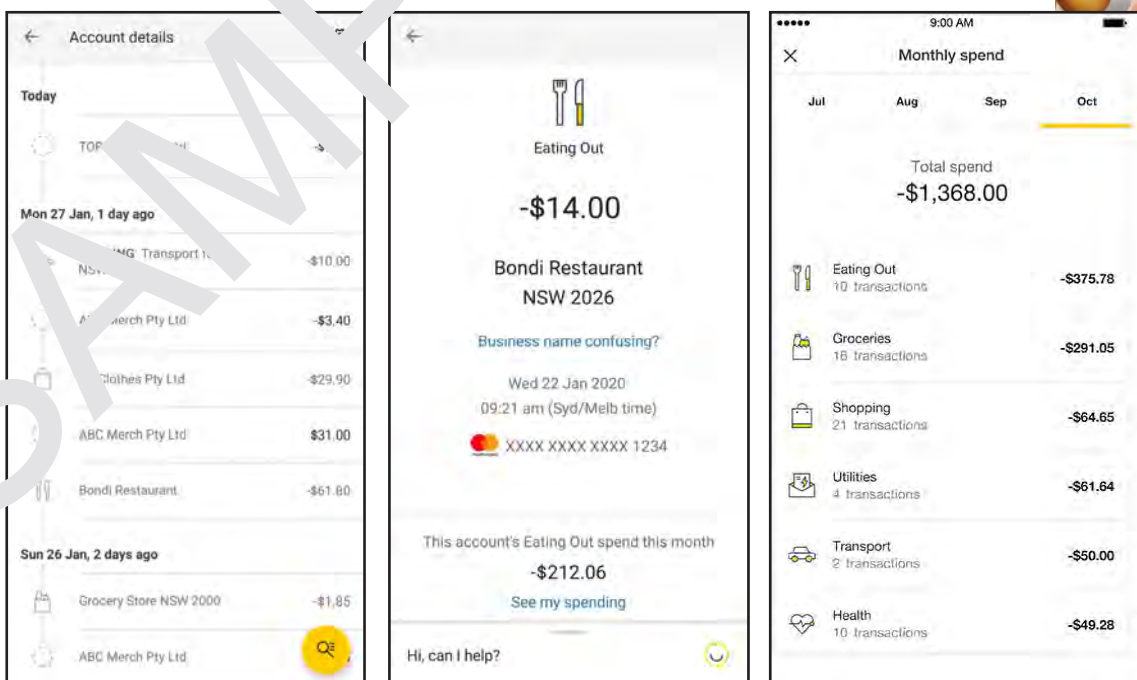 Account details
Today
TOP
Mon 27 Jan, 1 day ago
Transport
-$10.00
Merch Pty Ltd
-$3.40
Clothes Pty Ltd
-$29.90
ABC Merch Pty Ltd
$31.00
Bondi Restaurant
-$61.80
Sun 26 Jan, 2 days ago
Grocery Store NSW 2000
-$1.85
ABC Merch Pty Ltd
Eating Out
-$14.00
Bondi Restaurant
NSW 2026
Business name confusing?
Wed 22 Jan 2020
09:21 am (Syd/Melb time)
XXXX XXXX XXXX 1234
This account's Eating Out spend this month
-$212.06
See my spending
Hi, can I help?
9:00 AM
Monthly spend
Jul Aug Sep Oct
Total spend
-$1,368.00
Eating Out
10 transactions
-$375.78
Groceries
16 transactions
-$291.05
Shopping
21 transactions
-$64.65
Utilities
4 transactions
-$61.64
Transport
2 transactions
-$50.00
Health
10 transactions
-$49.28